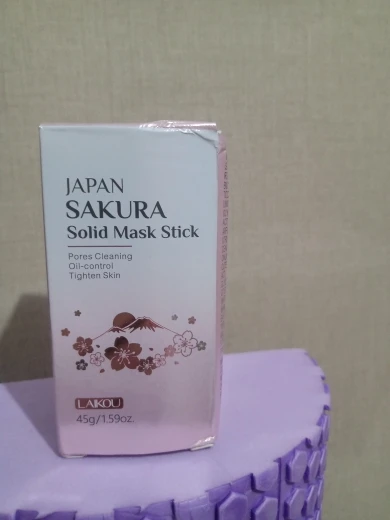 JAPAN
SAKURA
Solid Mask Stick
Pores Cleaning
Oil-control
Tighten Skin
LAIKOU
45g/1.59oz.